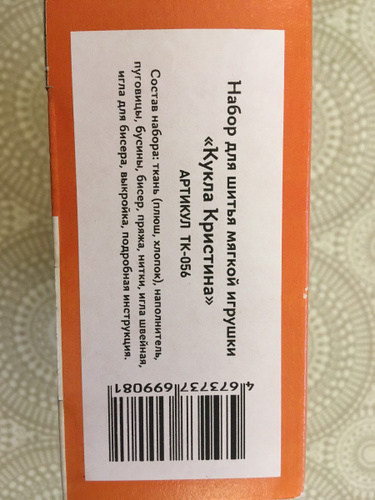 Набор для шитья мягкой игрушки
«Кукла Кристина»
АРТИКУЛ ТК-056
Состав набора: ткань (плюш, хлопок), наполнитель,
пуговицы, бусины, бисер, пряжа, нитки, игла швейная,
игла для бисера, выкройка, подробная инструкция.
4 673737 699081